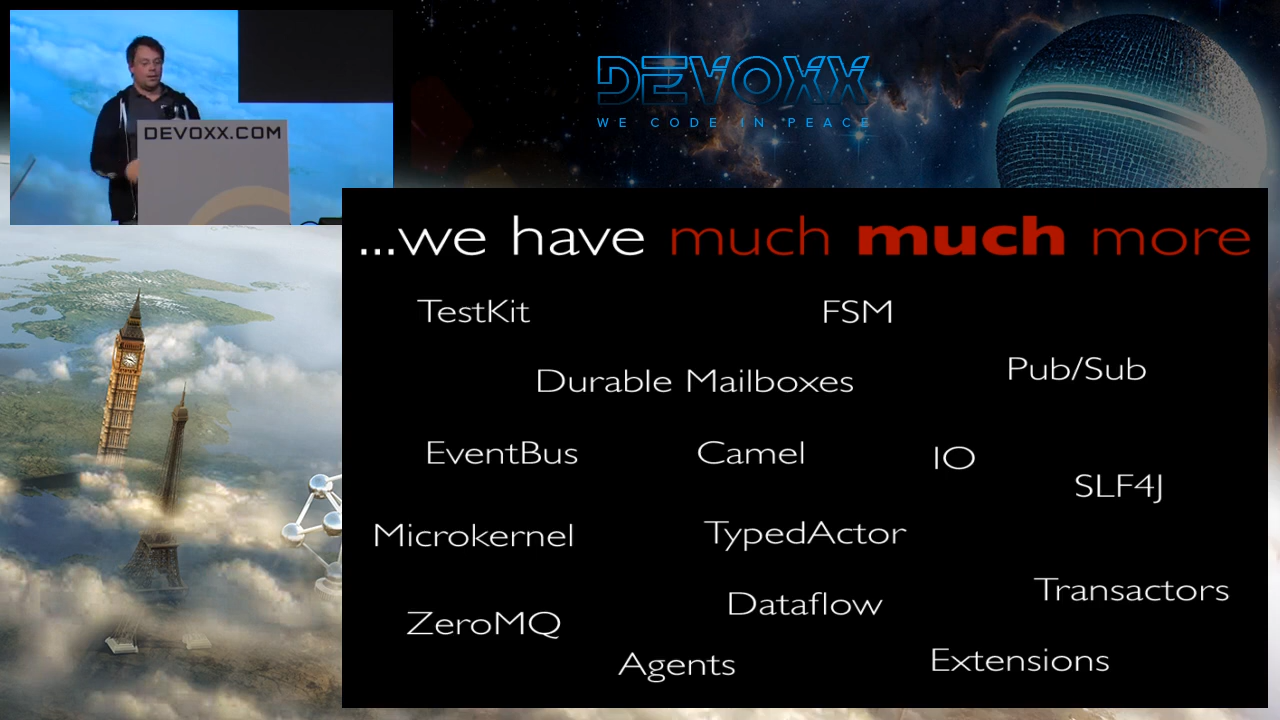 DEVOXX
WE CODE IN PEACE
DEVOXX.COM
...we have much much more
TestKit
FSM
Durable Mailboxes
Pub/Sub
EventBus
Camel
IO
SLF4J
Microkernel
TypedActor
Transactors
Dataflow
ZeroMQ
Agents
Extensions